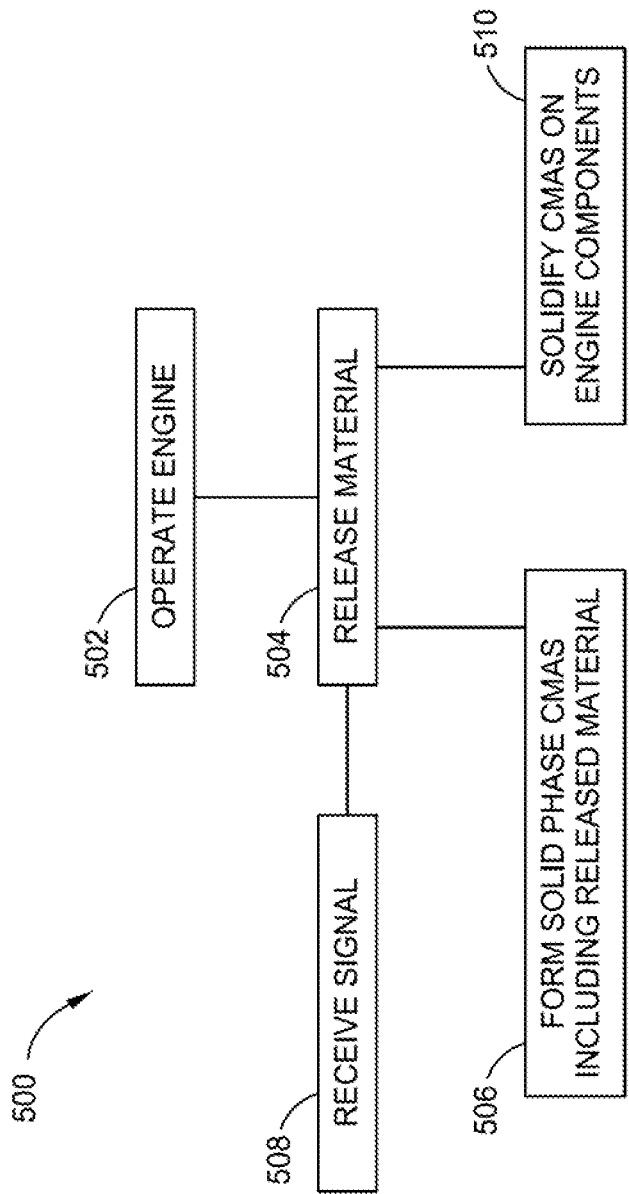 500
502
OPERATE ENGINE
508
RECEIVE SIGNAL
504
RELEASE MATERIAL
506
FORM SOLID PHASE CMAS
INCLUDING RELEASED MATERIAL
510
SOLIDIFY CMAS ON
ENGINE COMPONENTS